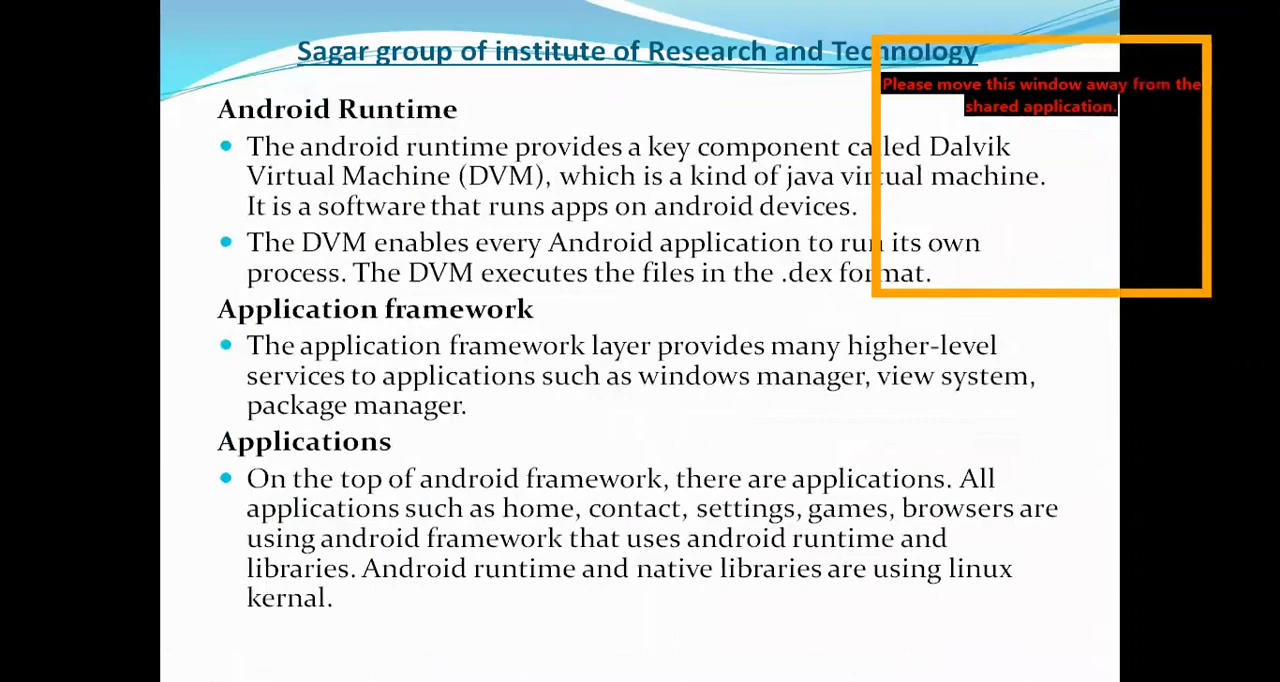 Sagar group of institute of Research and Technology
Please move this window away from the
shared application.
Android Runtime
The android runtime provides a key component called Dalvik
Virtual Machine (DVM), which is a kind of java virtual machine.
It is a software that runs apps on android devices.
The DVM enables every Android application to run its own
process. The DVM executes the files in the .dex format.
Application framework
The application framework layer provides many higher-level
services to applications such as windows manager, view system,
package manager.
Applications
On the top of android framework, there are applications. All
applications such as home, contact, settings, games, browsers are
using android framework that uses android runtime and
libraries. Android runtime and native libraries are using linux
kernal.